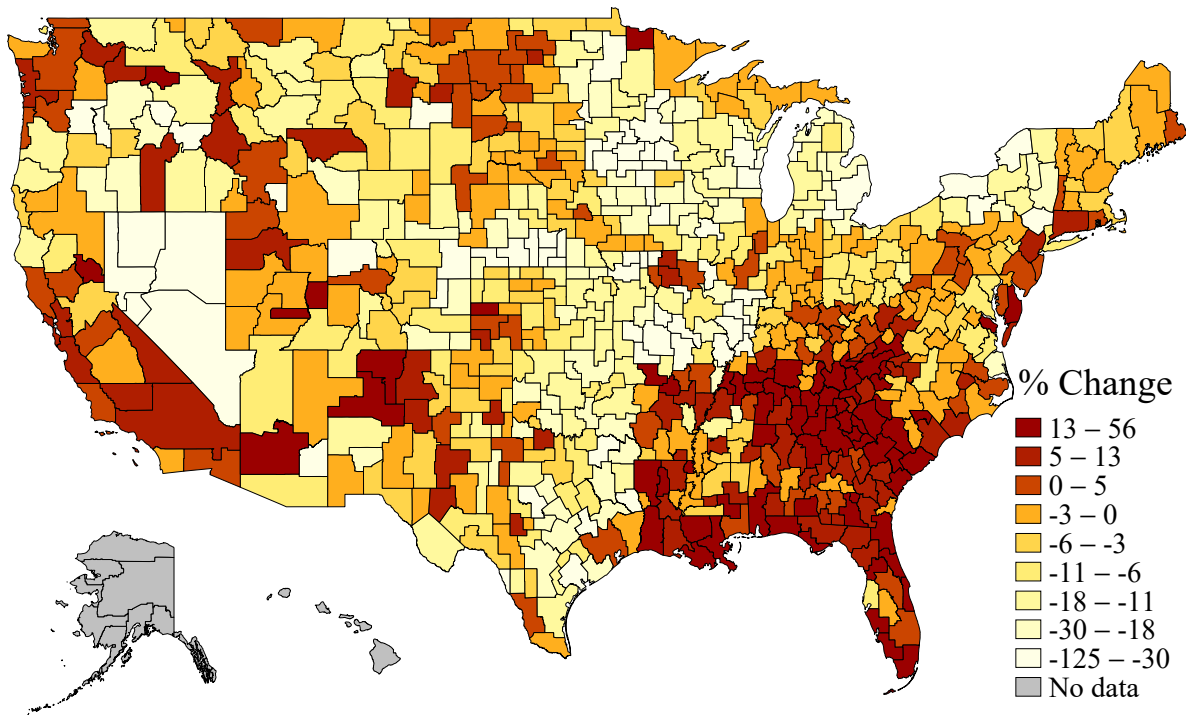 % Change
13 – 56
5 – 13
0 – 5
-3 – 0
-6 – -3
-11 – -6
-18 – -11
-30 – -18
-125 – -30
No data